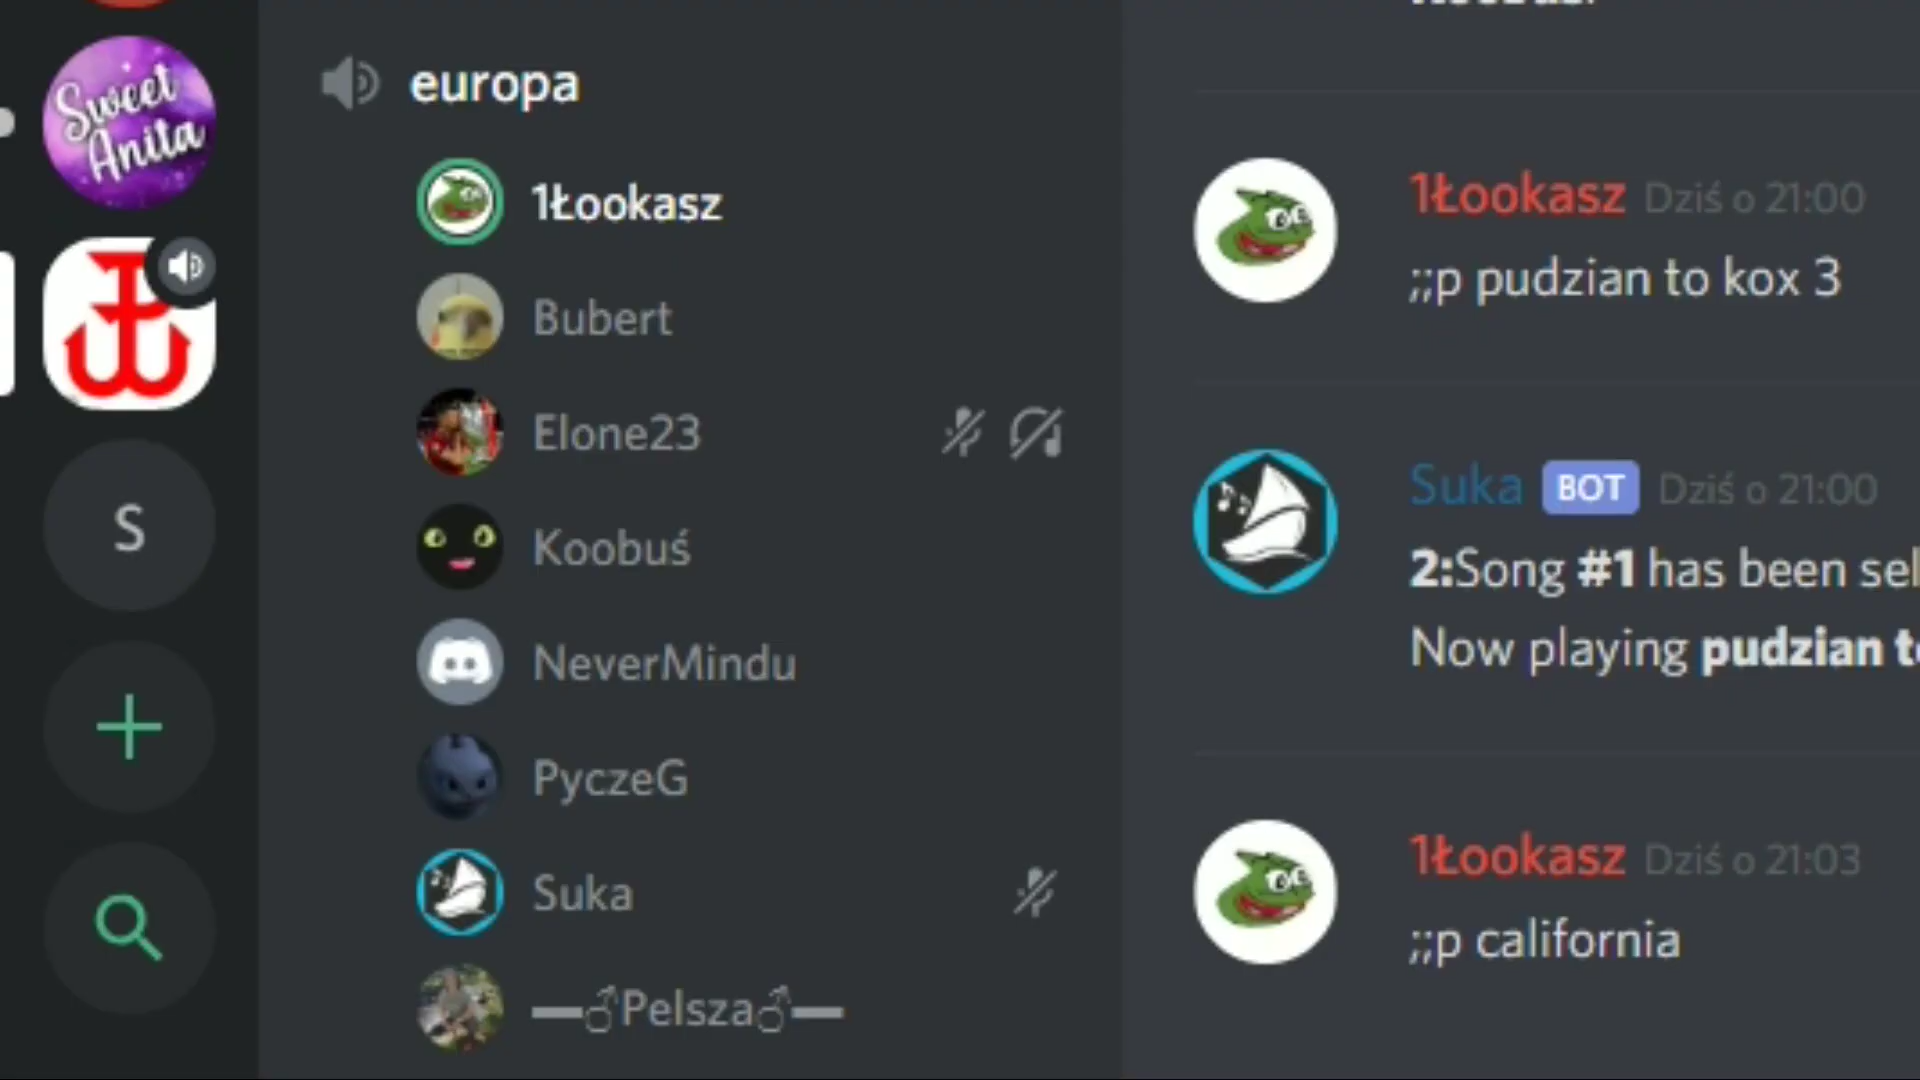 Sweet
Anita
S
europa
1Łookasz
Bubert
Elone23
Koobuś
NeverMindu
PyczeG
Suka
Pelsza
1Łookasz Dziś o 21:00
;;p pudzian to kox 3
Suka BOT Dziś o 21:00
2:Song #1 has been sel
Now playing pudzian to
1Łookasz Dziś o 21:03
;;p california